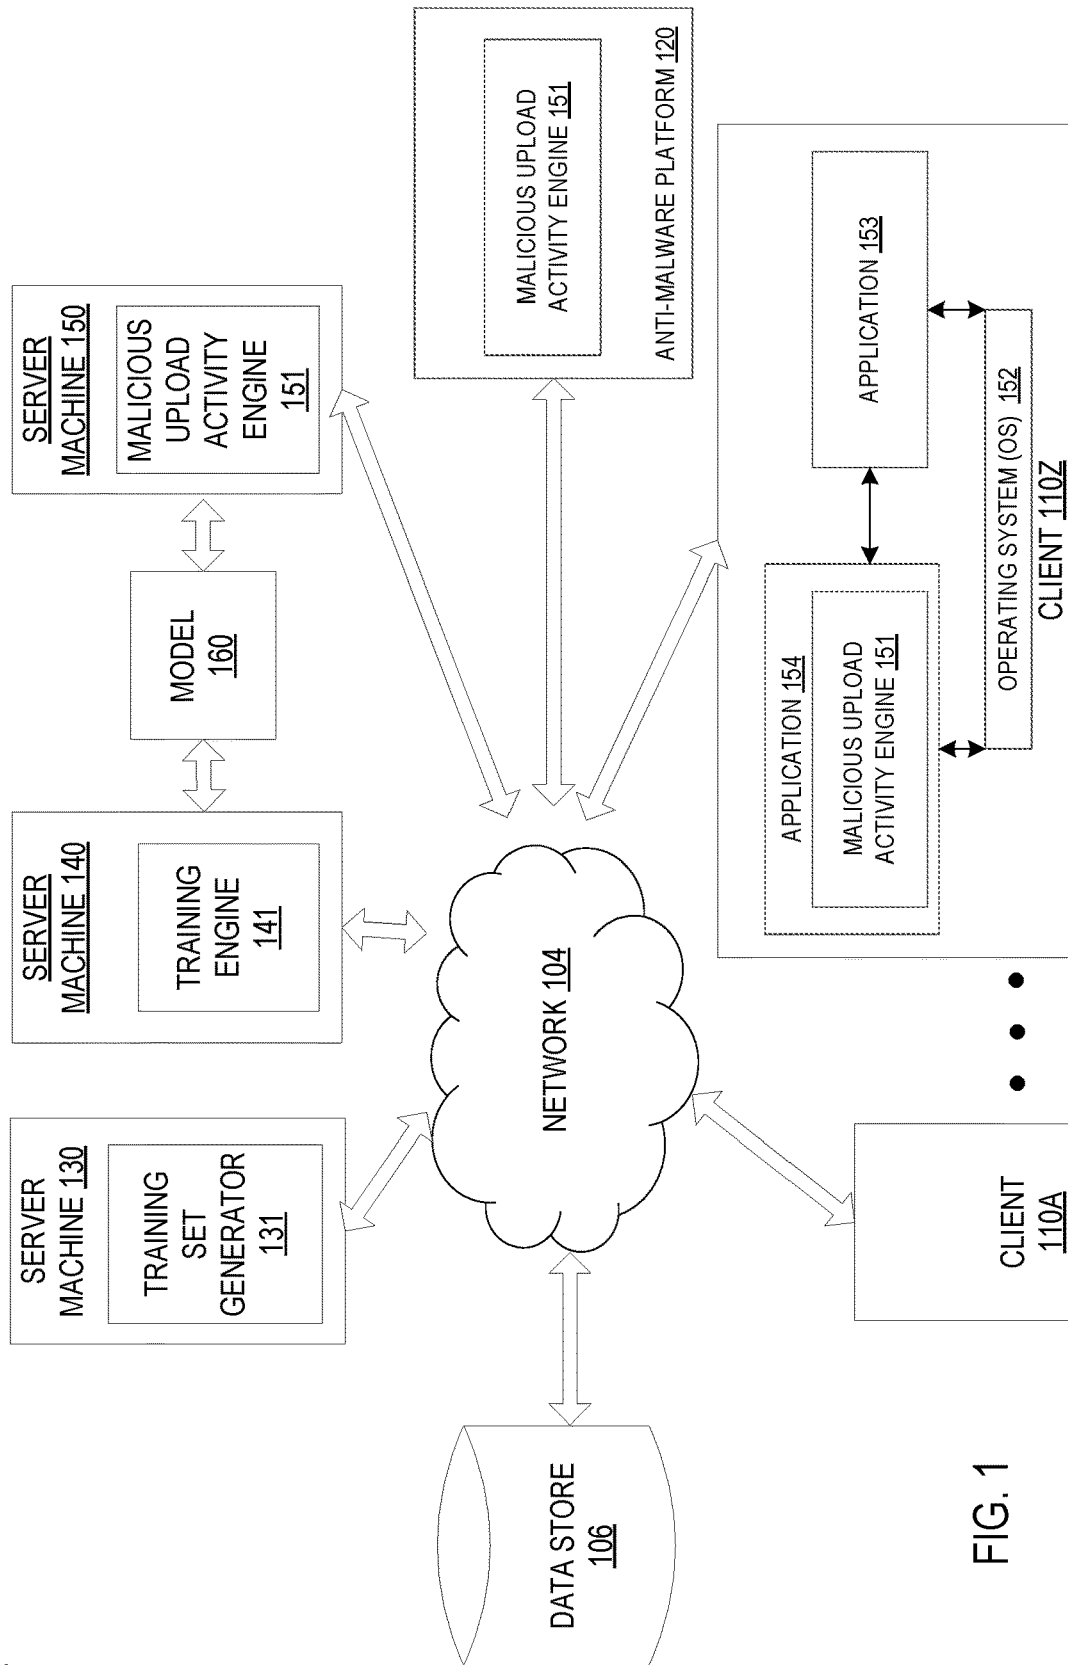 SERVER
MACHINE 130
TRAINING
SET
GENERATOR
131
SERVER
MACHINE 140
TRAINING
ENGINE
141
MODEL
160
SERVER
MACHINE 150
MALICIOUS
UPLOAD
ACTIVITY
ENGINE
151
DATA STORE
106
NETWORK 104
MALICIOUS UPLOAD
ACTIVITY ENGINE 151
ANTI-MALWARE PLATFORM 120
CLIENT
110A
APPLICATION 154
MALICIOUS UPLOAD
ACTIVITY ENGINE 151
APPLICATION 153
OPERATING SYSTEM (OS) 152
CLIENT 110Z
FIG. 1